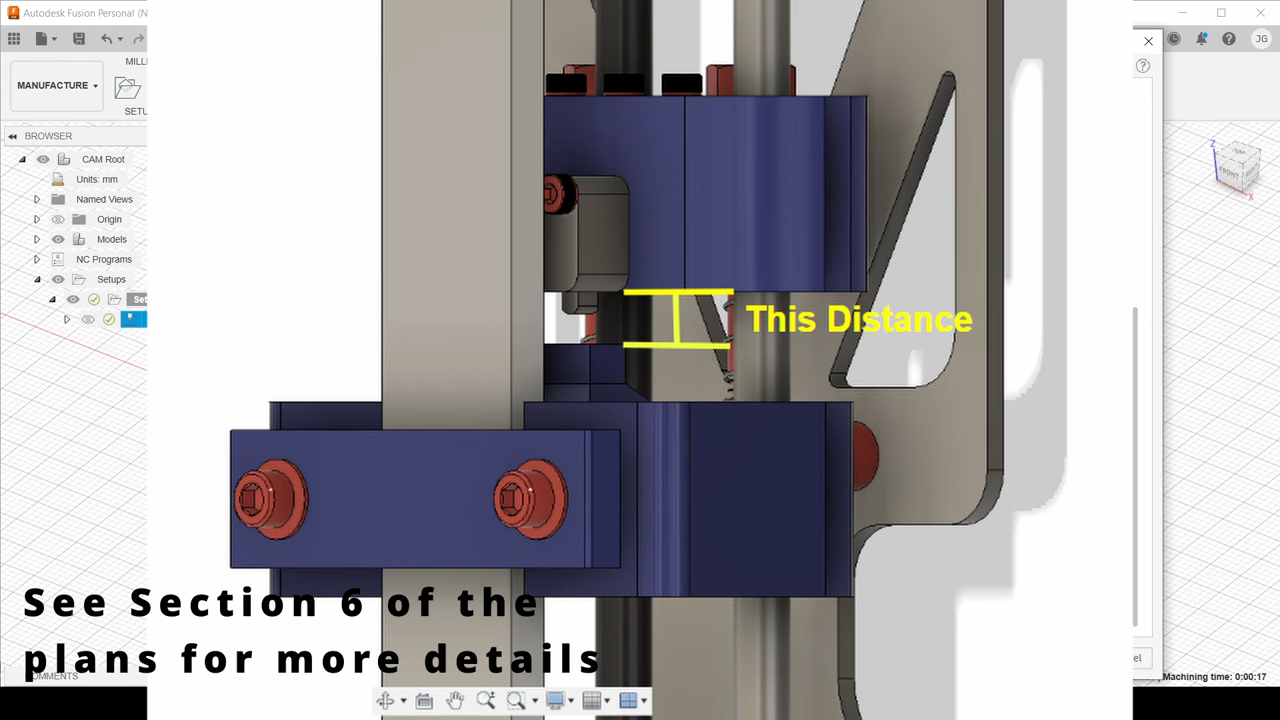 Autodesk Fusion Personal (N
JG
MILL
MANUFACTURE
SETU
BROWSER
CAM Root
Units: mm
Named Views
Origin
Models
NC Programs
Setups
Set
Z
TOP
FRONT
X
This Distance
See Section 6 of the
plans for more details
COMMENTS
el
Machining time: 0:00:17